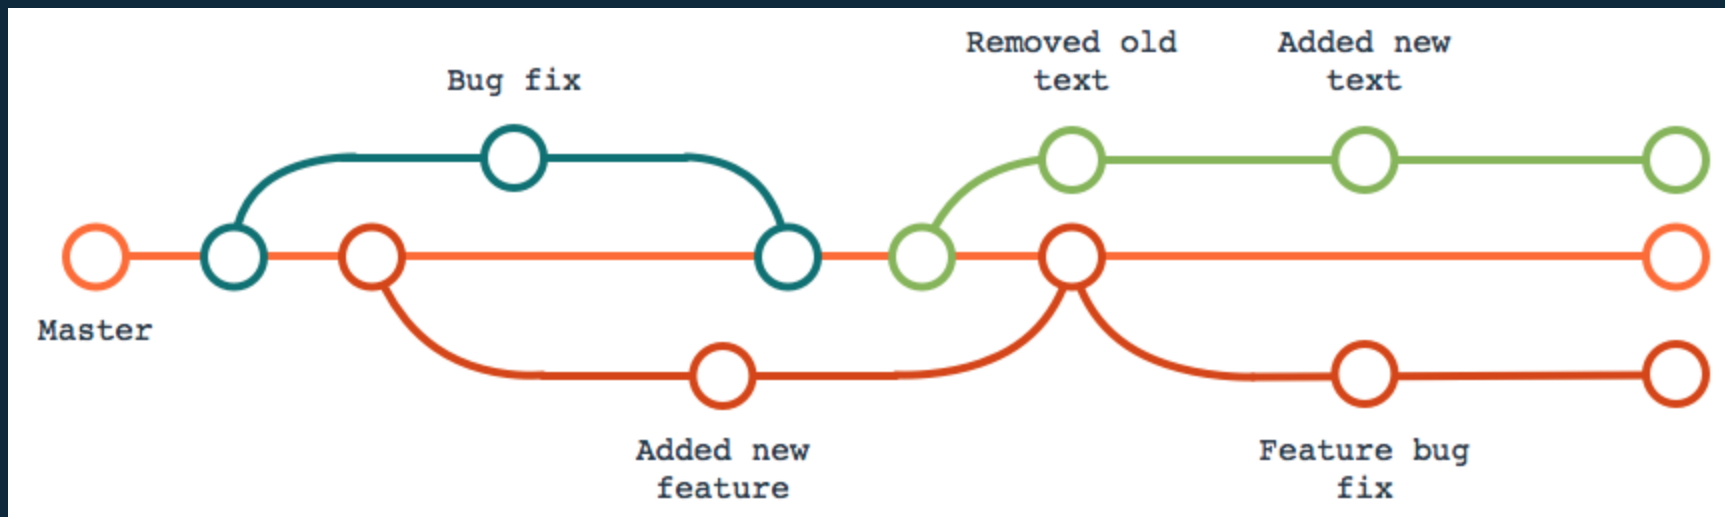 Bug fix
Removed old
text
Added new
text
Master
Added new
feature
Feature bug
fix